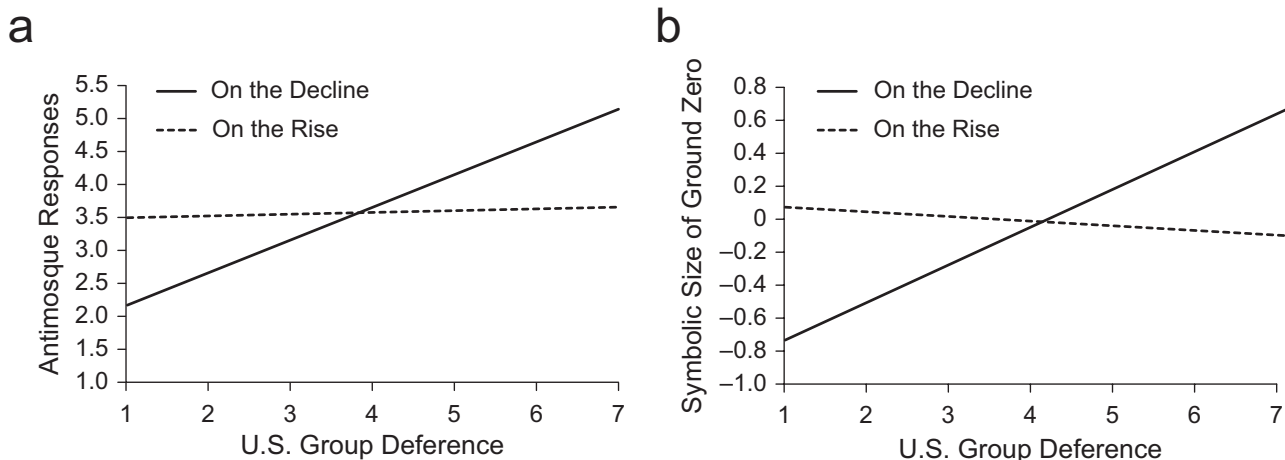 a
Antimosque Responses
5.5
5.0
4.5
4.0
3.5
3.0
2.5
2.0
1.5
1.0
On the Decline
On the Rise
1 2 3 4 5 6 7
U.S. Group Deference
b
Symbolic Size of Ground Zero
0.8
0.6
0.4
0.2
0
–0.2
–0.4
–0.6
–0.8
–1.0
On the Decline
On the Rise
1 2 3 4 5 6 7
U.S. Group Deference